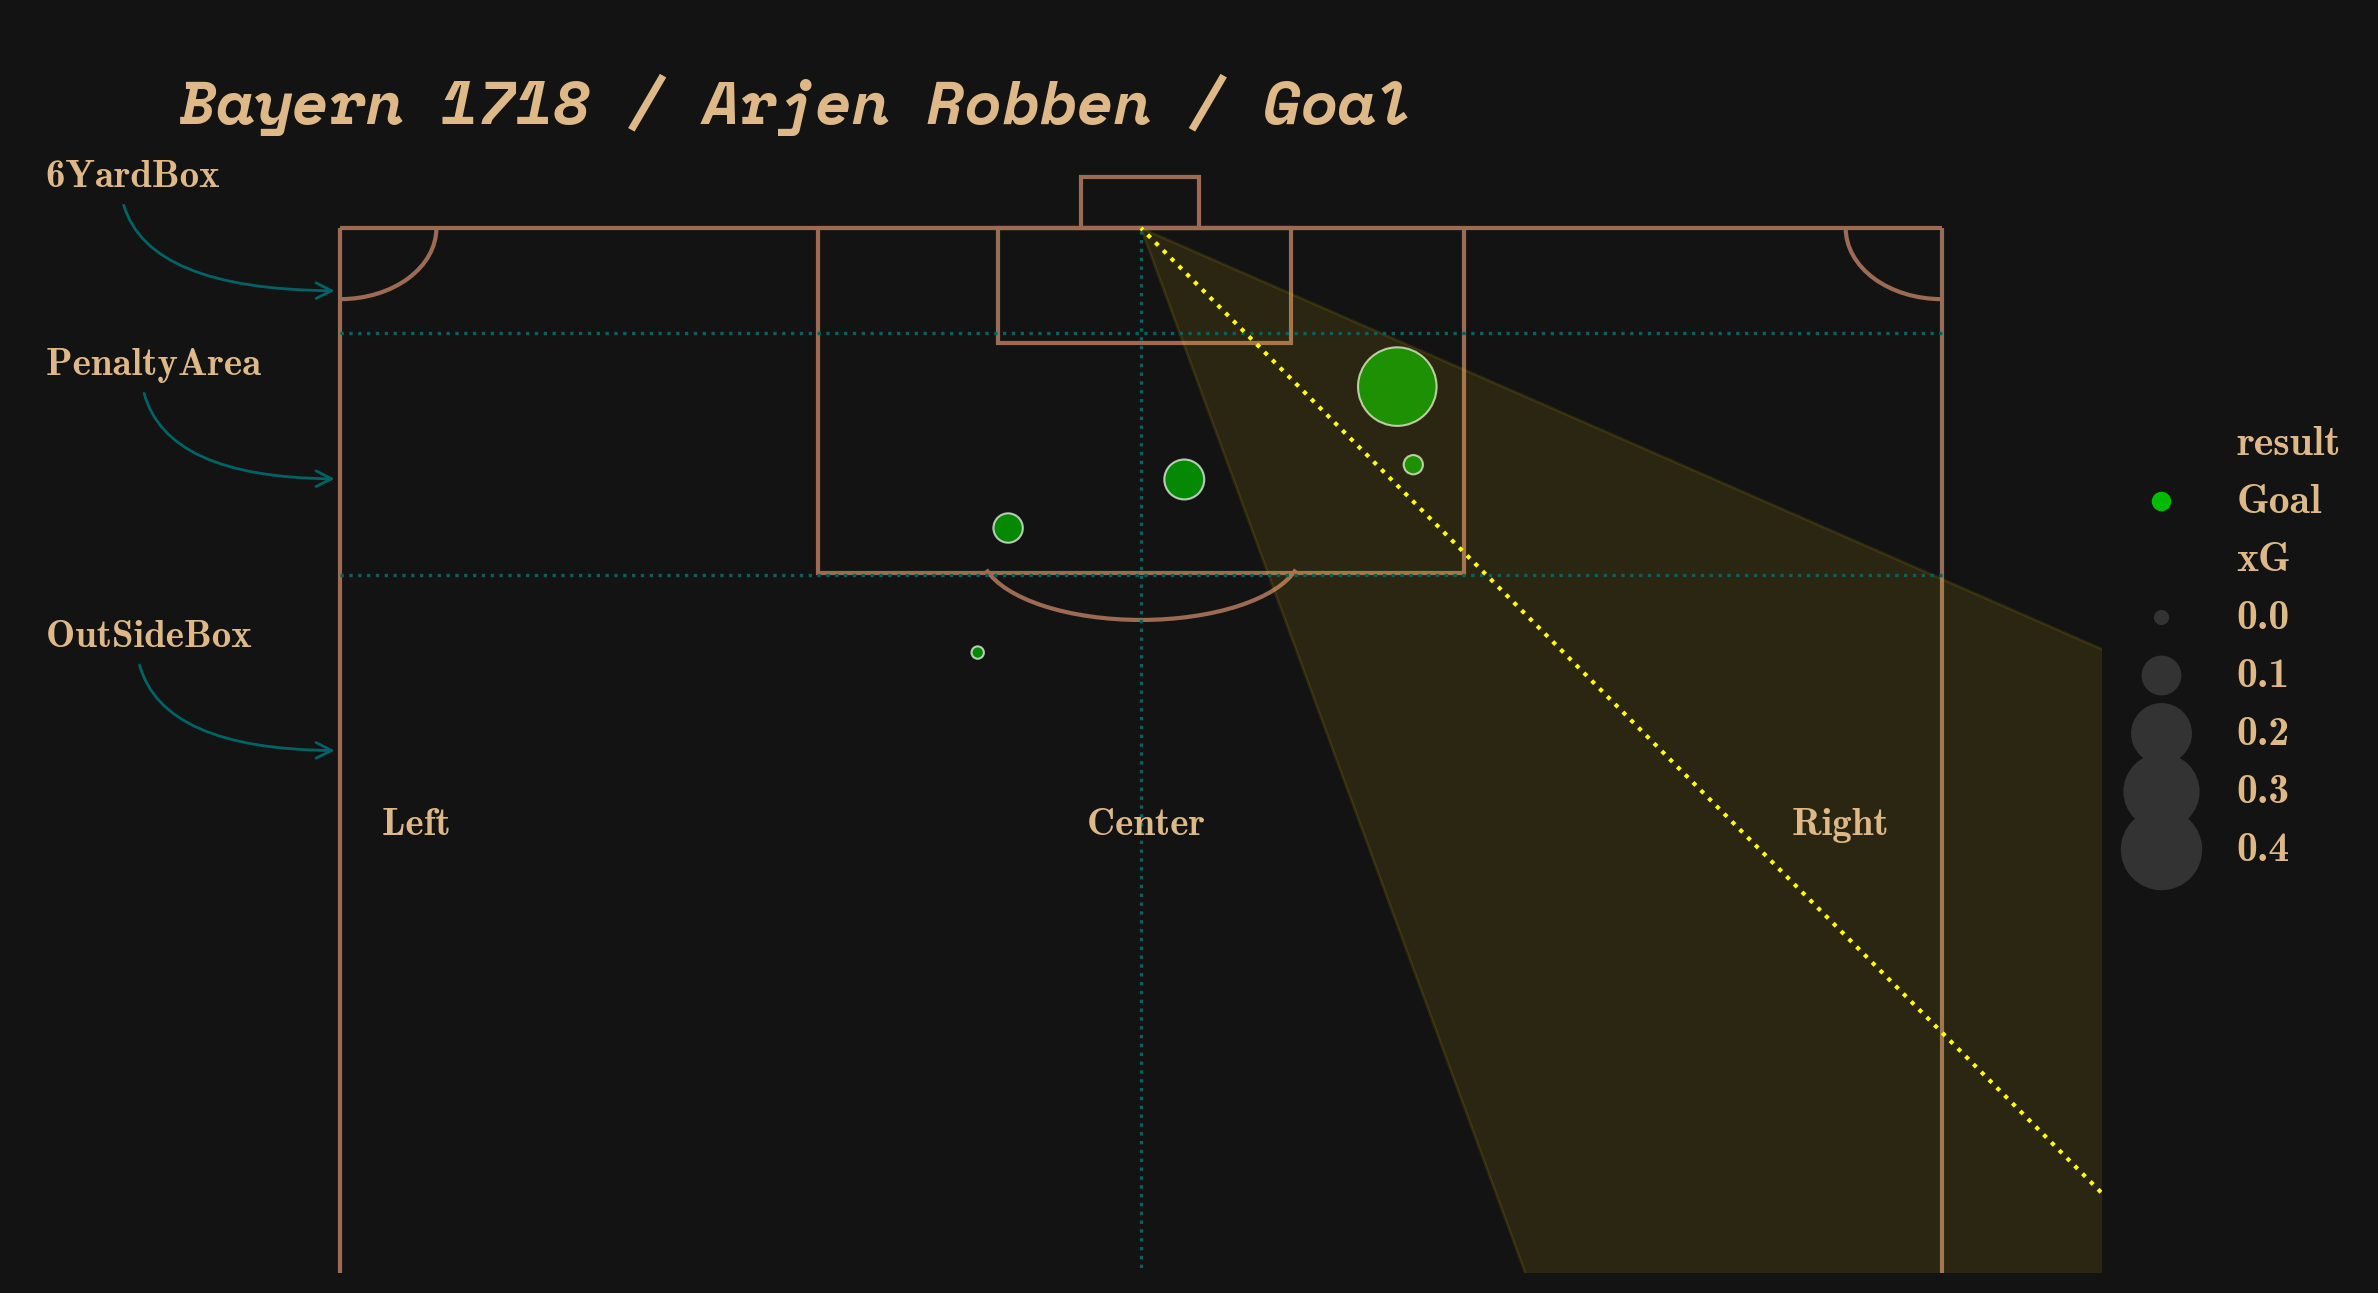 Bayern 1718 / Arjen Robben / Goal
6YardBox
PenaltyArea
OutSideBox
Left
Center
Right
result
Goal
xG
0.0
0.1
0.2
0.3
0.4